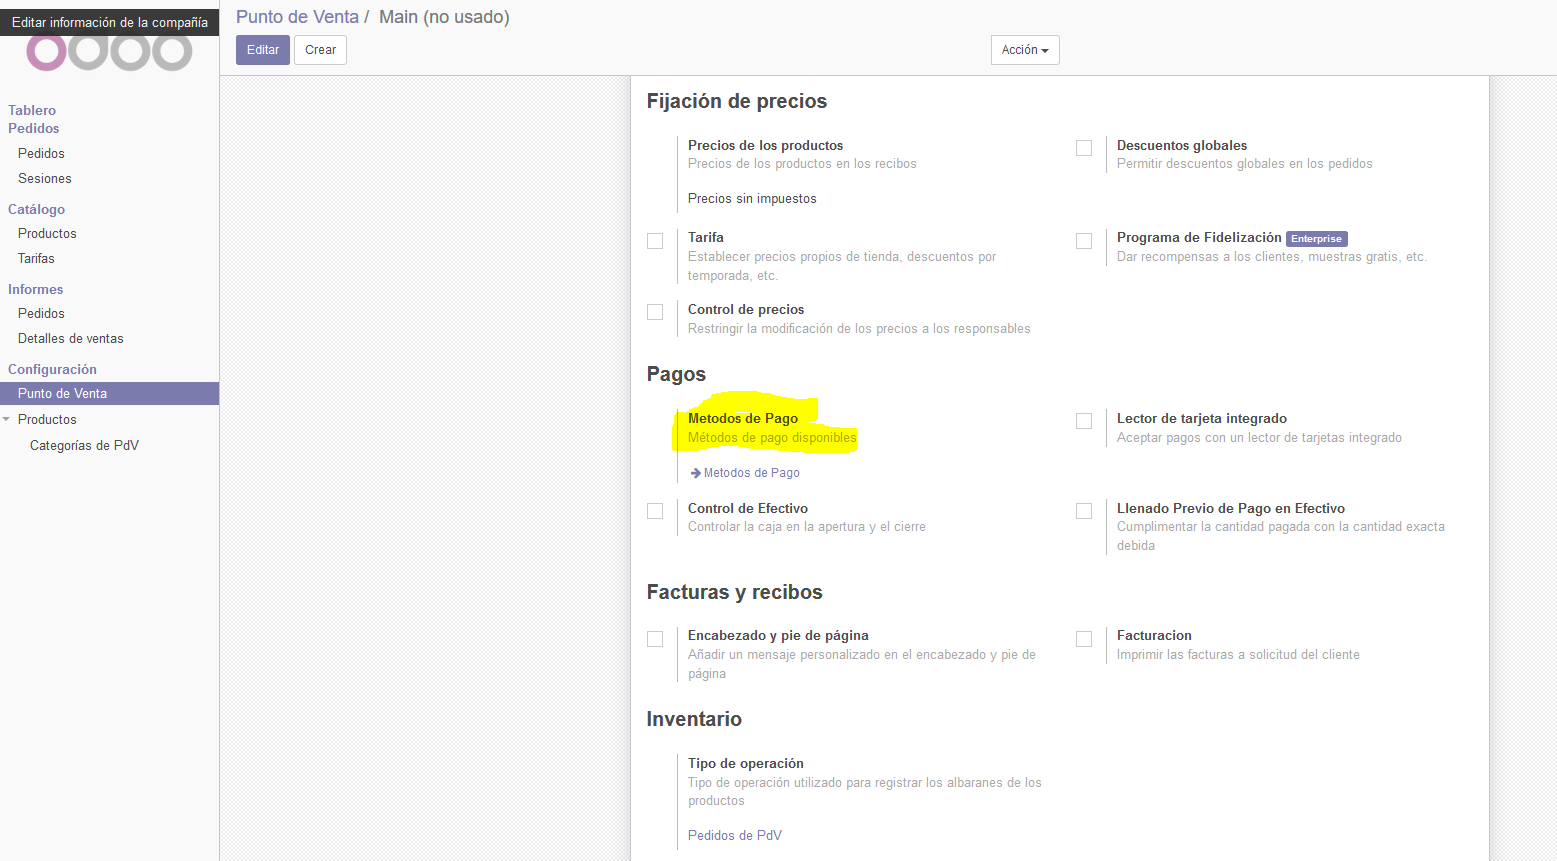 Editar información de la compañía
odoo
Tablero
Pedidos
Pedidos
Sesiones
Catálogo
Productos
Tarifas
Informes
Pedidos
Detalles de ventas
Configuración
Punto de Venta
Productos
Categorías de PdV
Punto de Venta / Main (no usado)
Editar Crear Acción
Fijación de precios
Precios de los productos
Precios de los productos en los recibos
Precios sin impuestos
Descuentos globales
Permitir descuentos globales en los pedidos
Tarifa
Establecer precios propios de tienda, descuentos por
temporada, etc.
Programa de Fidelización Enterprise
Dar recompensas a los clientes, muestras gratis, etc.
Control de precios
Restringir la modificación de los precios a los responsables
Pagos
Metodos de Pago
Métodos de pago disponibles
Metodos de Pago
Lector de tarjeta integrado
Aceptar pagos con un lector de tarjetas integrado
Control de Efectivo
Controlar la caja en la apertura y el cierre
Llenado Previo de Pago en Efectivo
Cumplimentar la cantidad pagada con la cantidad exacta
debida
Facturas y recibos
Encabezado y pie de página
Añadir un mensaje personalizado en el encabezado y pie de
página
Facturacion
Imprimir las facturas a solicitud del cliente
Inventario
Tipo de operación
Tipo de operación utilizado para registrar los albaranes de los
productos
Pedidos de PdV